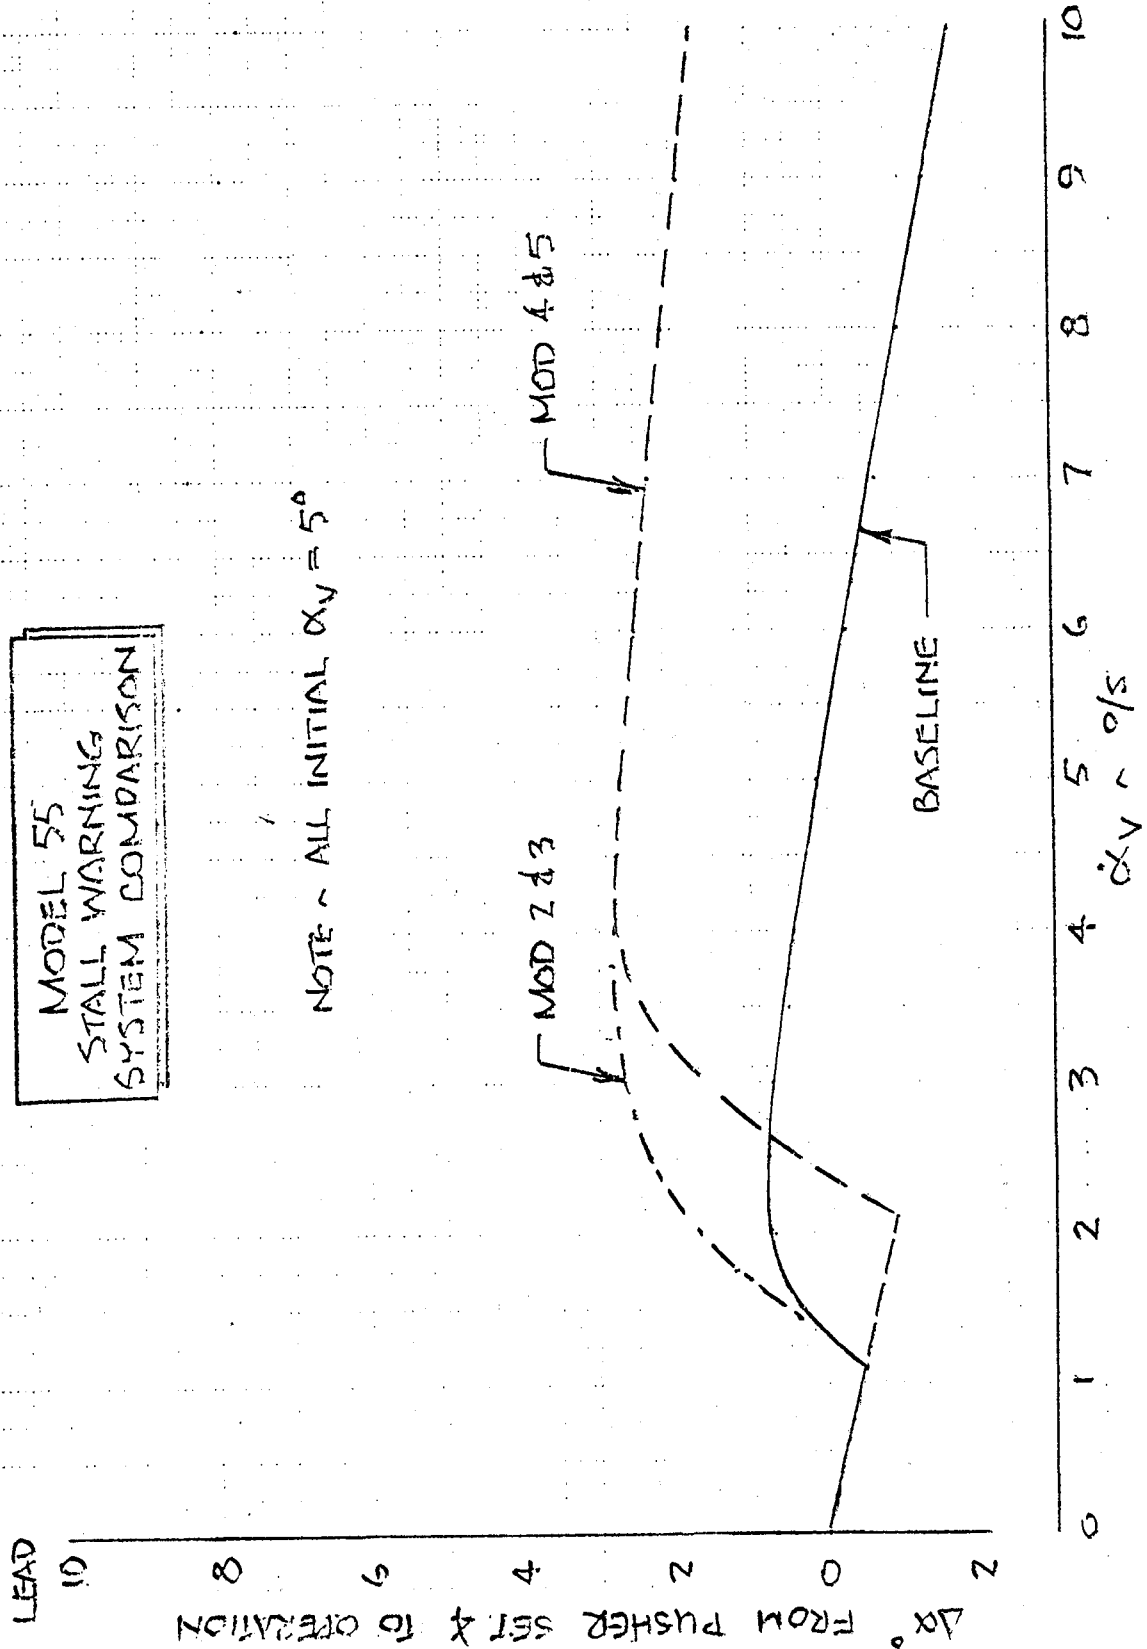 MODEL 55
STALL WARNING
SYSTEM COMPARISON
NOTE ~ ALL INITIAL αᵥ = 5°
LEAD
10
8
6
4
2
0
2
Δα° FROM PUSHER SET ∡ TO OPERATION
MOD 2 & 3
MOD 4 & 5
BASELINE
0 1 2 3 4 5 6 7 8 9 10
α̇ᵥ ~ °/s